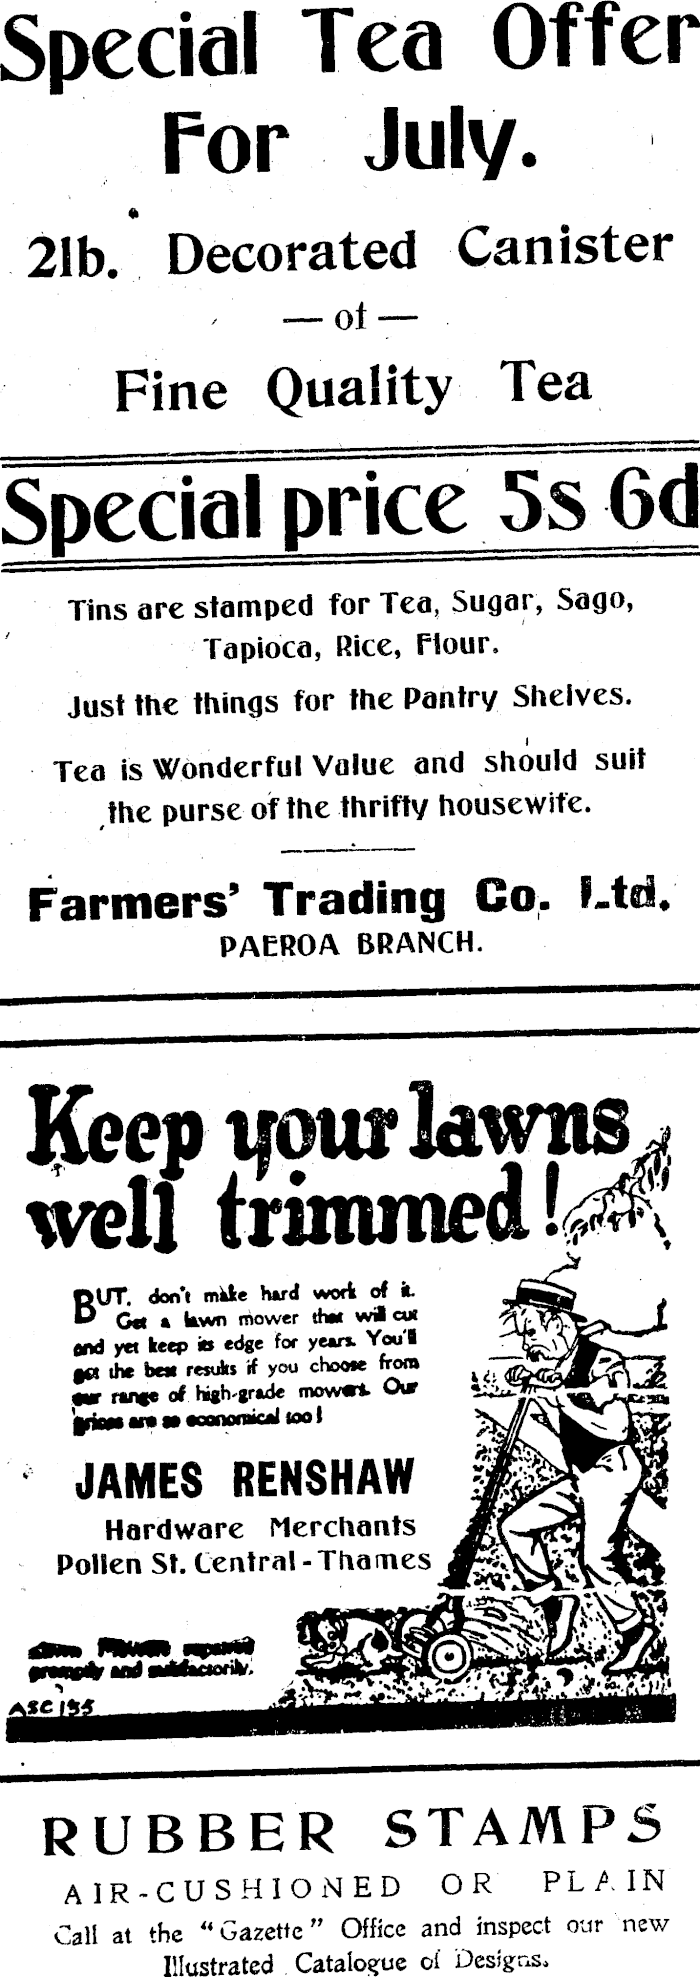 Special Tea Offer
For July.
2lb. Decorated Canister
— of —
Fine Quality Tea
Special price 5s 6d
Tins are stamped for Tea, Sugar, Sago,
Tapioca, Rice, Flour.
Just the things for the Pantry Shelves.
Tea is Wonderful Value and should suit
the purse of the thrifty housewife.
Farmers' Trading Co. Ltd.
PAEROA BRANCH.
Keep your lawns
well trimmed!
BUT, don't make hard work of it.
Get a lawn mower that will cut
and yet keep its edge for years. You'll
get the best results if you choose from
our range of high-grade mowers. Our
prices are so economical too!
JAMES RENSHAW
Hardware Merchants
Pollen St. Central - Thames
Lawn Mowers repaired
promptly and satisfactorily.
ASC 155
RUBBER STAMPS
AIR-CUSHIONED OR PLAIN
Call at the "Gazette" Office and inspect our new
Illustrated Catalogue of Designs.